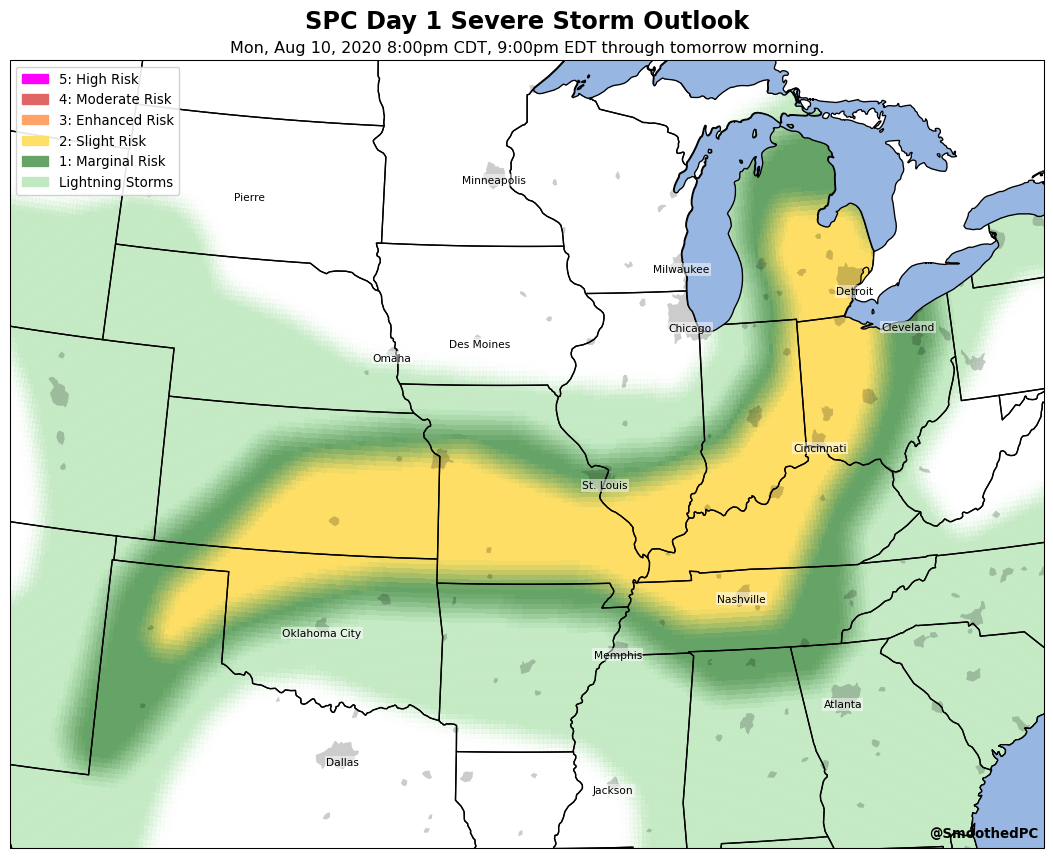 SPC Day 1 Severe Storm Outlook
Mon, Aug 10, 2020 8:00pm CDT, 9:00pm EDT through tomorrow morning.
5: High Risk
4: Moderate Risk
3: Enhanced Risk
2: Slight Risk
1: Marginal Risk
Lightning Storms
Minneapolis
Pierre
Milwaukee
Detroit
Chicago
Cleveland
Des Moines
Omaha
Cincinnati
St. Louis
Nashville
Oklahoma City
Memphis
Atlanta
Dallas
Jackson
@SmoothedPC